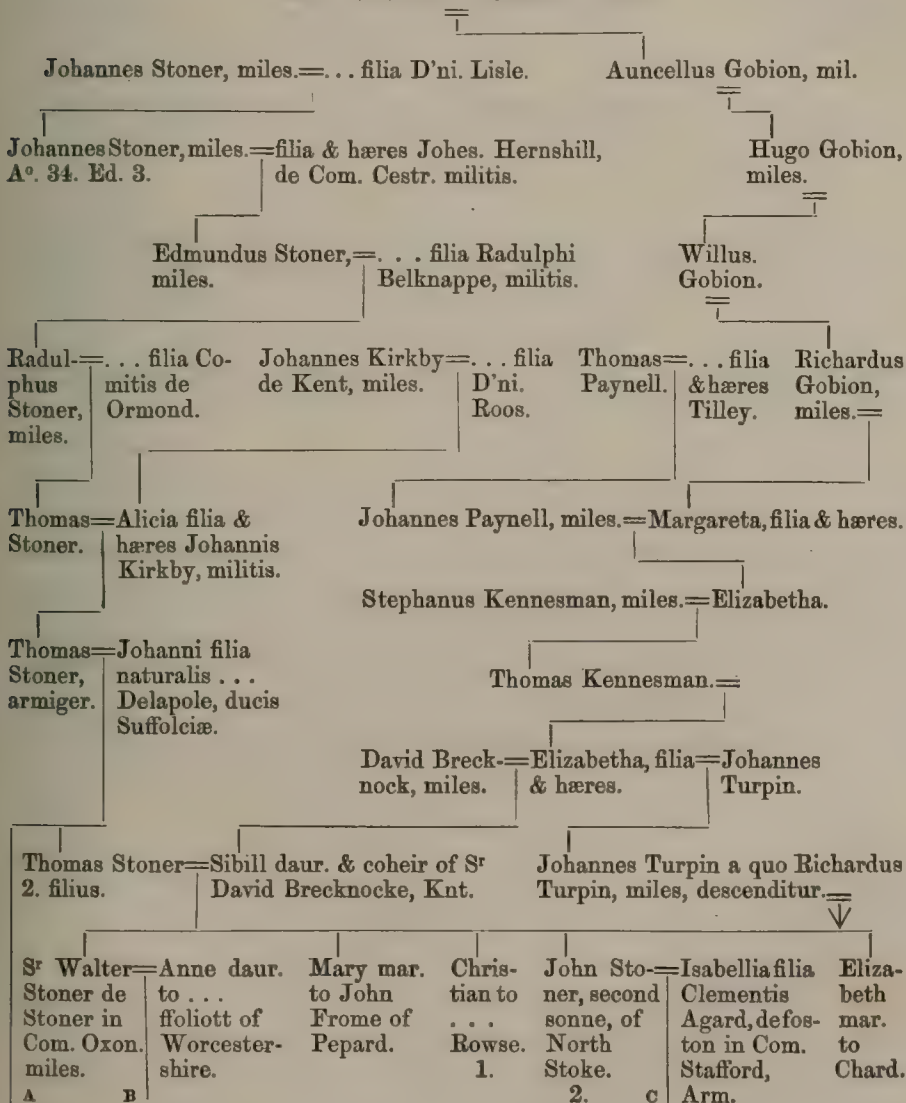 Johannes Stoner, miles.=. . . filia D'ni. Lisle.
Auncellus Gobion, mil.
Johannes Stoner, miles.=filia & hæres Johes. Hernshill,
Aº. 34. Ed. 3.
de Com. Cestr. militis.
Hugo Gobion,
miles.
Edmundus Stoner,=. . . filia Radulphi
miles.
Belknappe, militis.
Willus.
Gobion.
Radul-=. . . filia Co-
phus
mitis de
Stoner,
Ormond.
miles.
Johannes Kirkby=. . . filia
de Kent, miles.
D'ni.
Roos.
Thomas=. . . filia
Paynell.
& hæres
Tilley.
Richardus
Gobion,
miles.=
Thomas=Alicia filia &
Stoner.
hæres Johannis
Kirkby, militis.
Johannes Paynell, miles.=Margareta, filia & hæres.
Stephanus Kennesman, miles.=Elizabetha.
Thomas=Johanni filia
Stoner,
naturalis . . .
armiger.
Delapole, ducis
Suffolciæ.
Thomas Kennesman.=
David Breck-=Elizabetha, filia=Johannes
nock, miles.
& hæres.
Turpin.
Thomas Stoner=Sibill daur. & coheir of Sʳ
2. filius.
David Brecknocke, Knt.
Johannes Turpin a quo Richardus
Turpin, miles, descenditur.=
Sʳ Walter=Anne daur.
Stoner de
to . . .
Stoner in
ffoliott of
Com. Oxon.
Worcester-
miles.
shire.
A
B
Mary mar.
to John
Frome of
Pepard.
Chris-
tian to
. . .
Rowse.
1.
John Sto-=Isabellia filia
ner, second
Clementis
sonne, of
Agard, defos-
North
ton in Com.
Stoke.
Stafford,
2.
C
Arm.
Eliza-
beth
mar.
to
Chard.